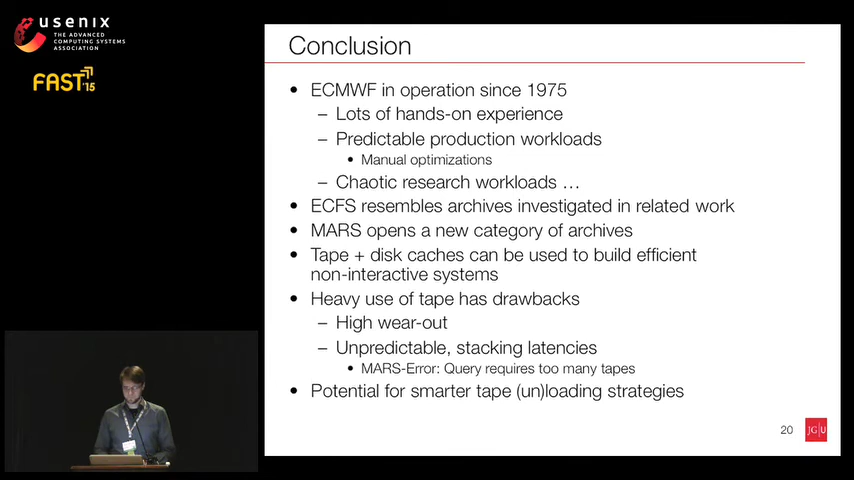 usenix
THE ADVANCED
COMPUTING SYSTEMS
ASSOCIATION
FAST '15
Conclusion
• ECMWF in operation since 1975
– Lots of hands-on experience
– Predictable production workloads
• Manual optimizations
– Chaotic research workloads …
• ECFS resembles archives investigated in related work
• MARS opens a new category of archives
• Tape + disk caches can be used to build efficient
non-interactive systems
• Heavy use of tape has drawbacks
– High wear-out
– Unpredictable, stacking latencies
• MARS-Error: Query requires too many tapes
• Potential for smarter tape (un)loading strategies
20
JG|U